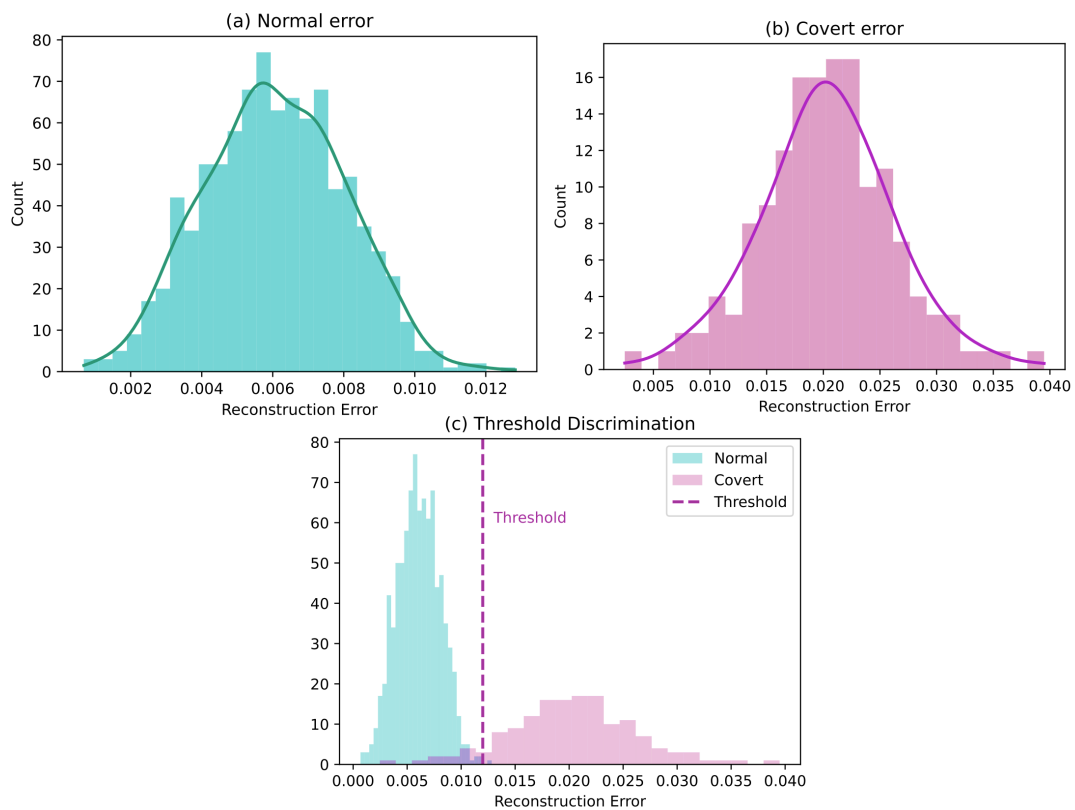 (a) Normal error
80
70
60
50
40
30
20
10
0
Count
0.002 0.004 0.006 0.008 0.010 0.012
Reconstruction Error
(b) Covert error
16
14
12
10
8
6
4
2
0
Count
0.005 0.010 0.015 0.020 0.025 0.030 0.035 0.040
Reconstruction Error
(c) Threshold Discrimination
80
70
60
50
40
30
20
10
0
Count
Normal
Covert
Threshold
Threshold
0.000 0.005 0.010 0.015 0.020 0.025 0.030 0.035 0.040
Reconstruction Error